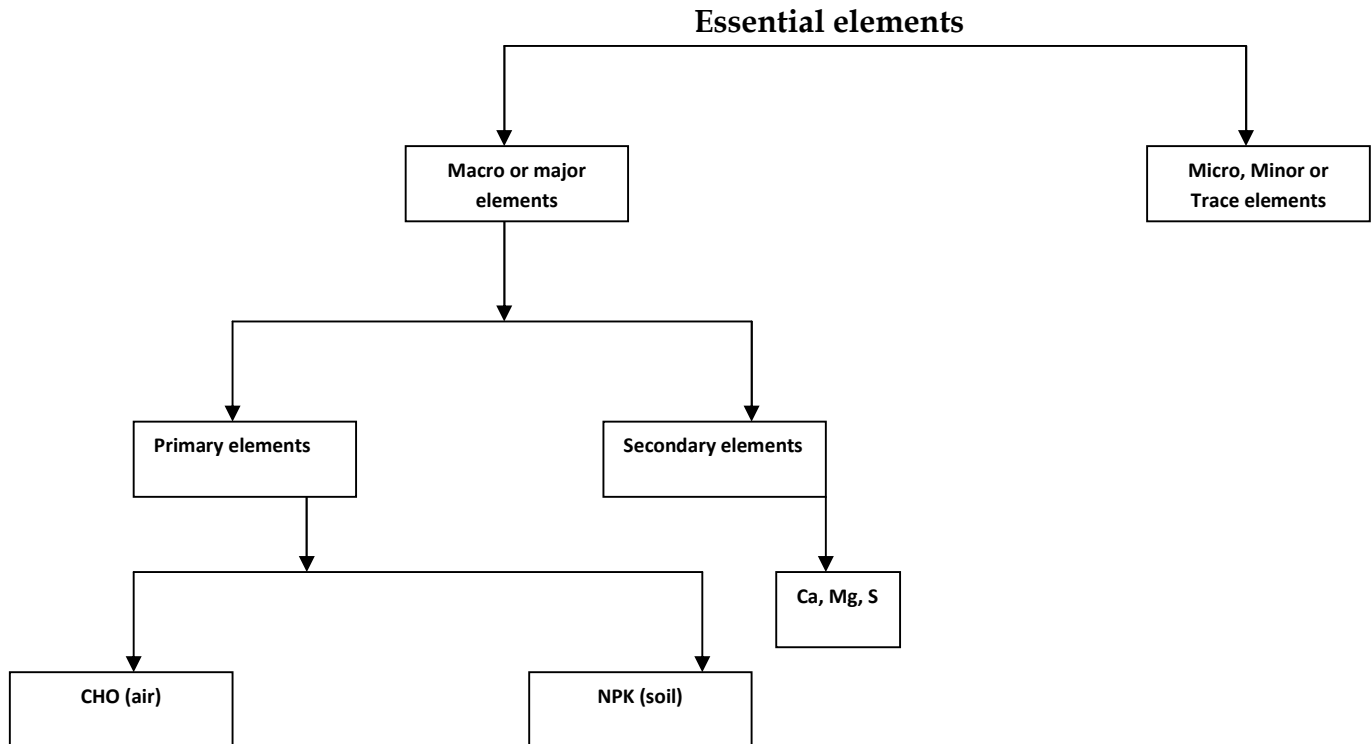 Essential elements
Macro or major
elements
Micro, Minor or
Trace elements
Primary elements
Secondary elements
Ca, Mg, S
CHO (air)
NPK (soil)